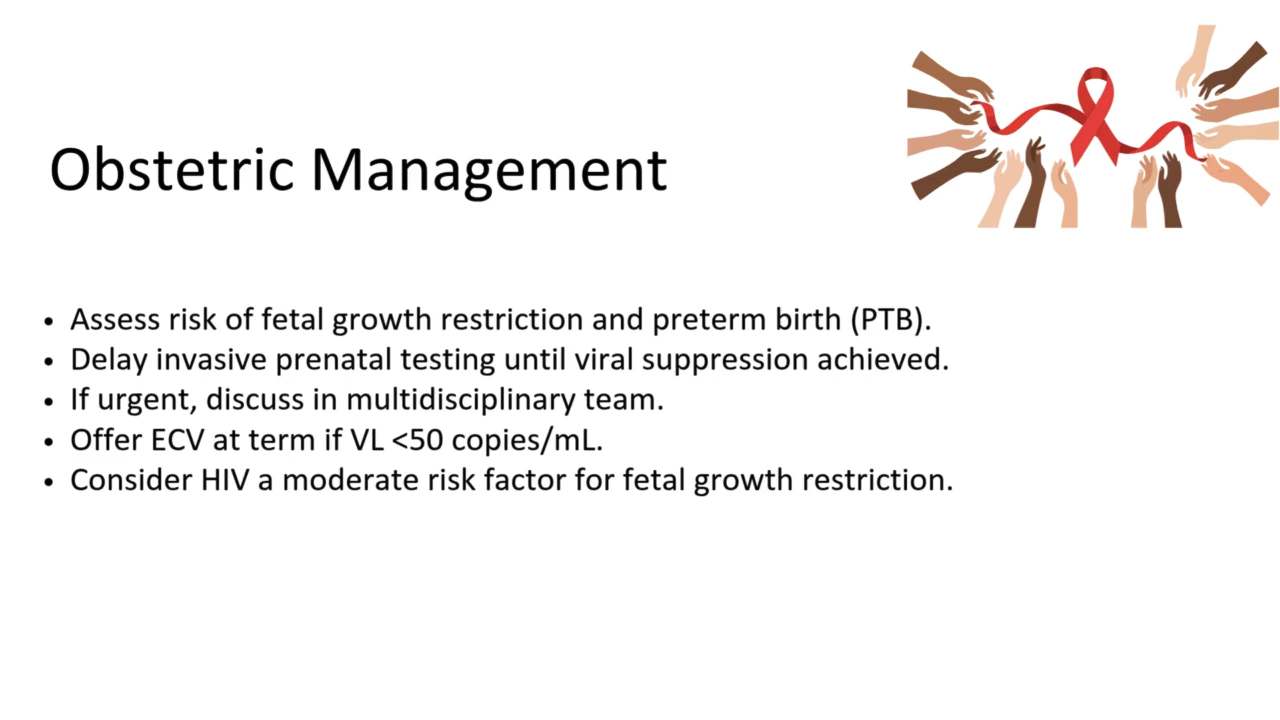 Obstetric Management
• Assess risk of fetal growth restriction and preterm birth (PTB).
• Delay invasive prenatal testing until viral suppression achieved.
• If urgent, discuss in multidisciplinary team.
• Offer ECV at term if VL <50 copies/mL.
• Consider HIV a moderate risk factor for fetal growth restriction.